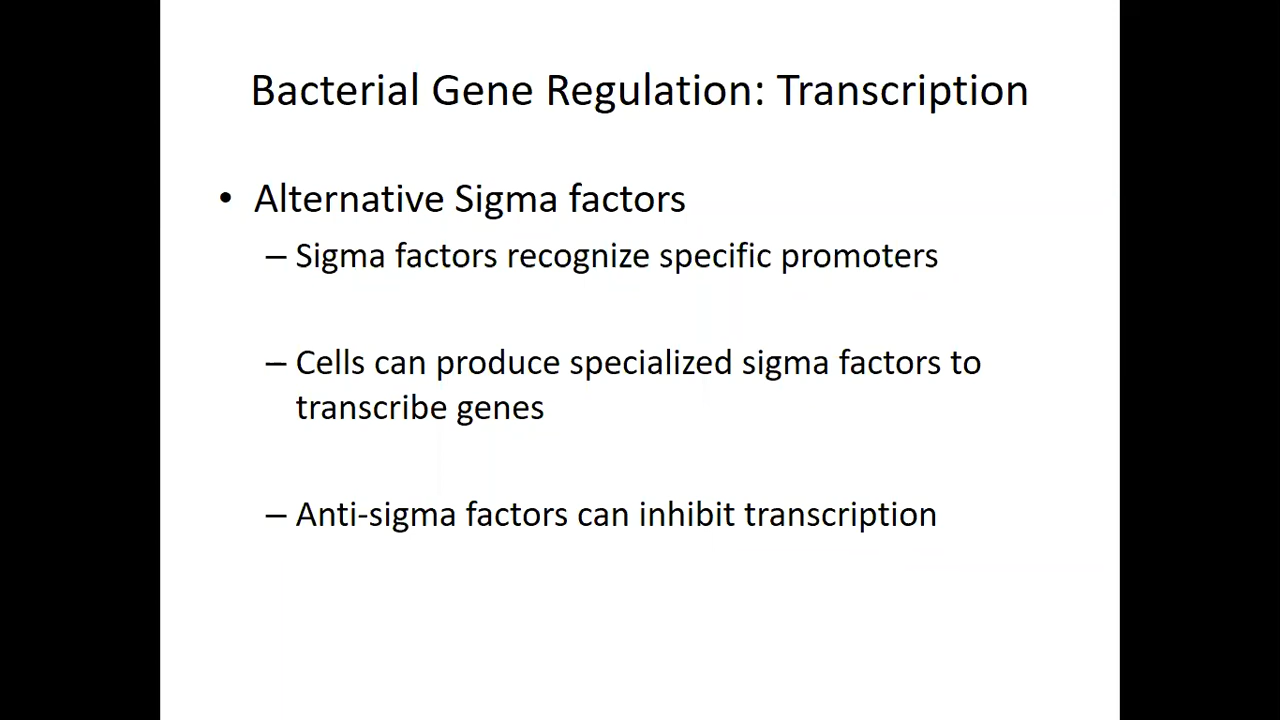 Bacterial Gene Regulation: Transcription
• Alternative Sigma factors
– Sigma factors recognize specific promoters
– Cells can produce specialized sigma factors to
transcribe genes
– Anti-sigma factors can inhibit transcription